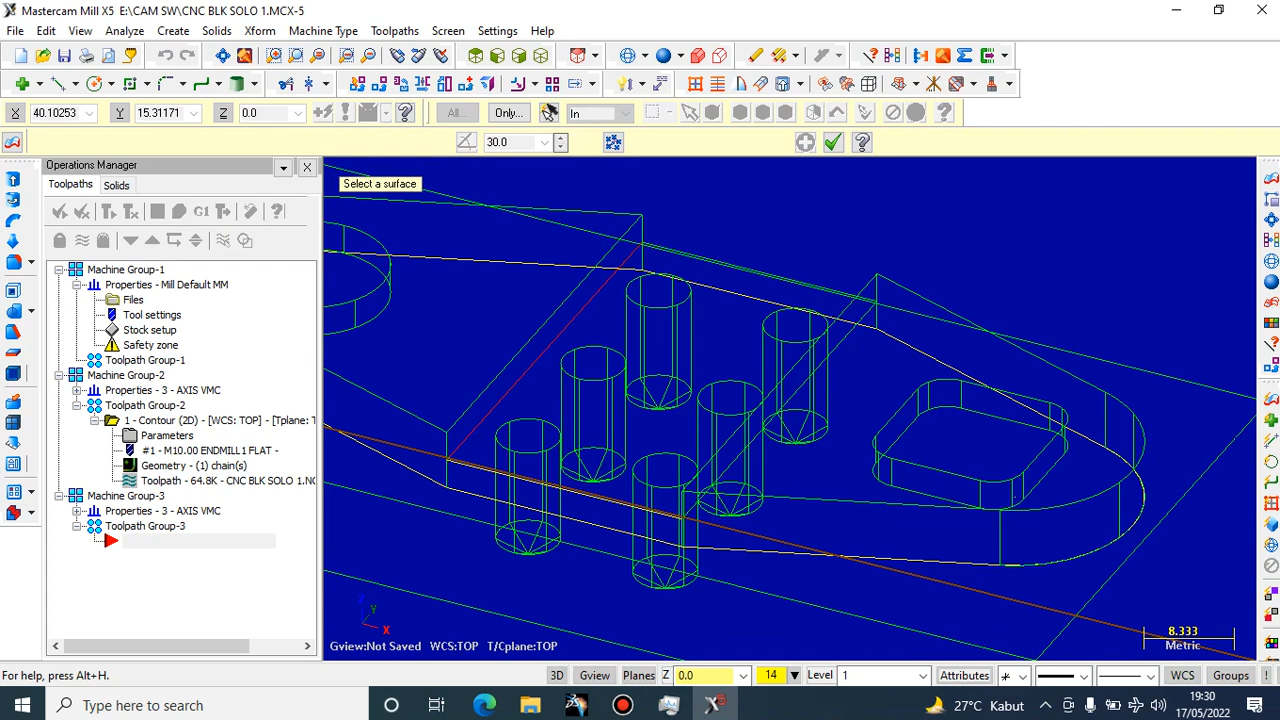 Mastercam Mill X5 E:\CAM SW\CNC BLK SOLO 1.MCX-5
File Edit View Analyze Create Solids Xform Machine Type Toolpaths Screen Settings Help
X 40.10253 Y 15.31171 Z 0.0 All... Only... In
30.0
Operations Manager
Toolpaths Solids
Select a surface
G1
Machine Group-1
Properties - Mill Default MM
Files
Tool settings
Stock setup
Safety zone
Toolpath Group-1
Machine Group-2
Properties - 3 - AXIS VMC
Toolpath Group-2
1 - Contour (2D) - [WCS: TOP] - [Tplane: T
Parameters
#1 - M10.00 ENDMILL1 FLAT -
Geometry - (1) chain(s)
Toolpath - 64.8K - CNC BLK SOLO 1.NC
Machine Group-3
Properties - 3 - AXIS VMC
Toolpath Group-3
Z
Y
X
8.333
Metric
Gview:Not Saved WCS:TOP T/Cplane:TOP
For help, press Alt+H. 3D Gview Planes Z 0.0 14 Level 1 Attributes WCS Groups !
Type here to search
27°C Kabut
19:30
17/05/2022